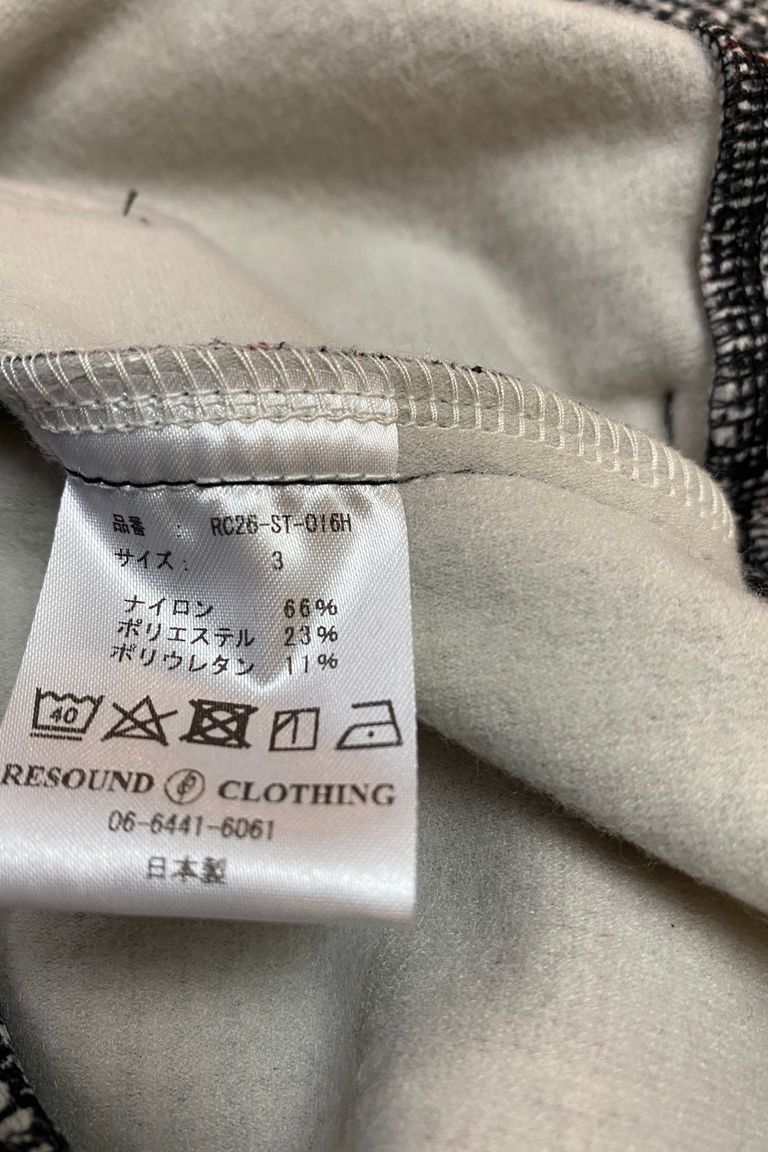 品番 : RC26-ST-016H
サイズ: 3
ナイロン 66%
ポリエステル 23%
ポリウレタン 11%
40
RESOUND CLOTHING
06-6441-6061
日本製